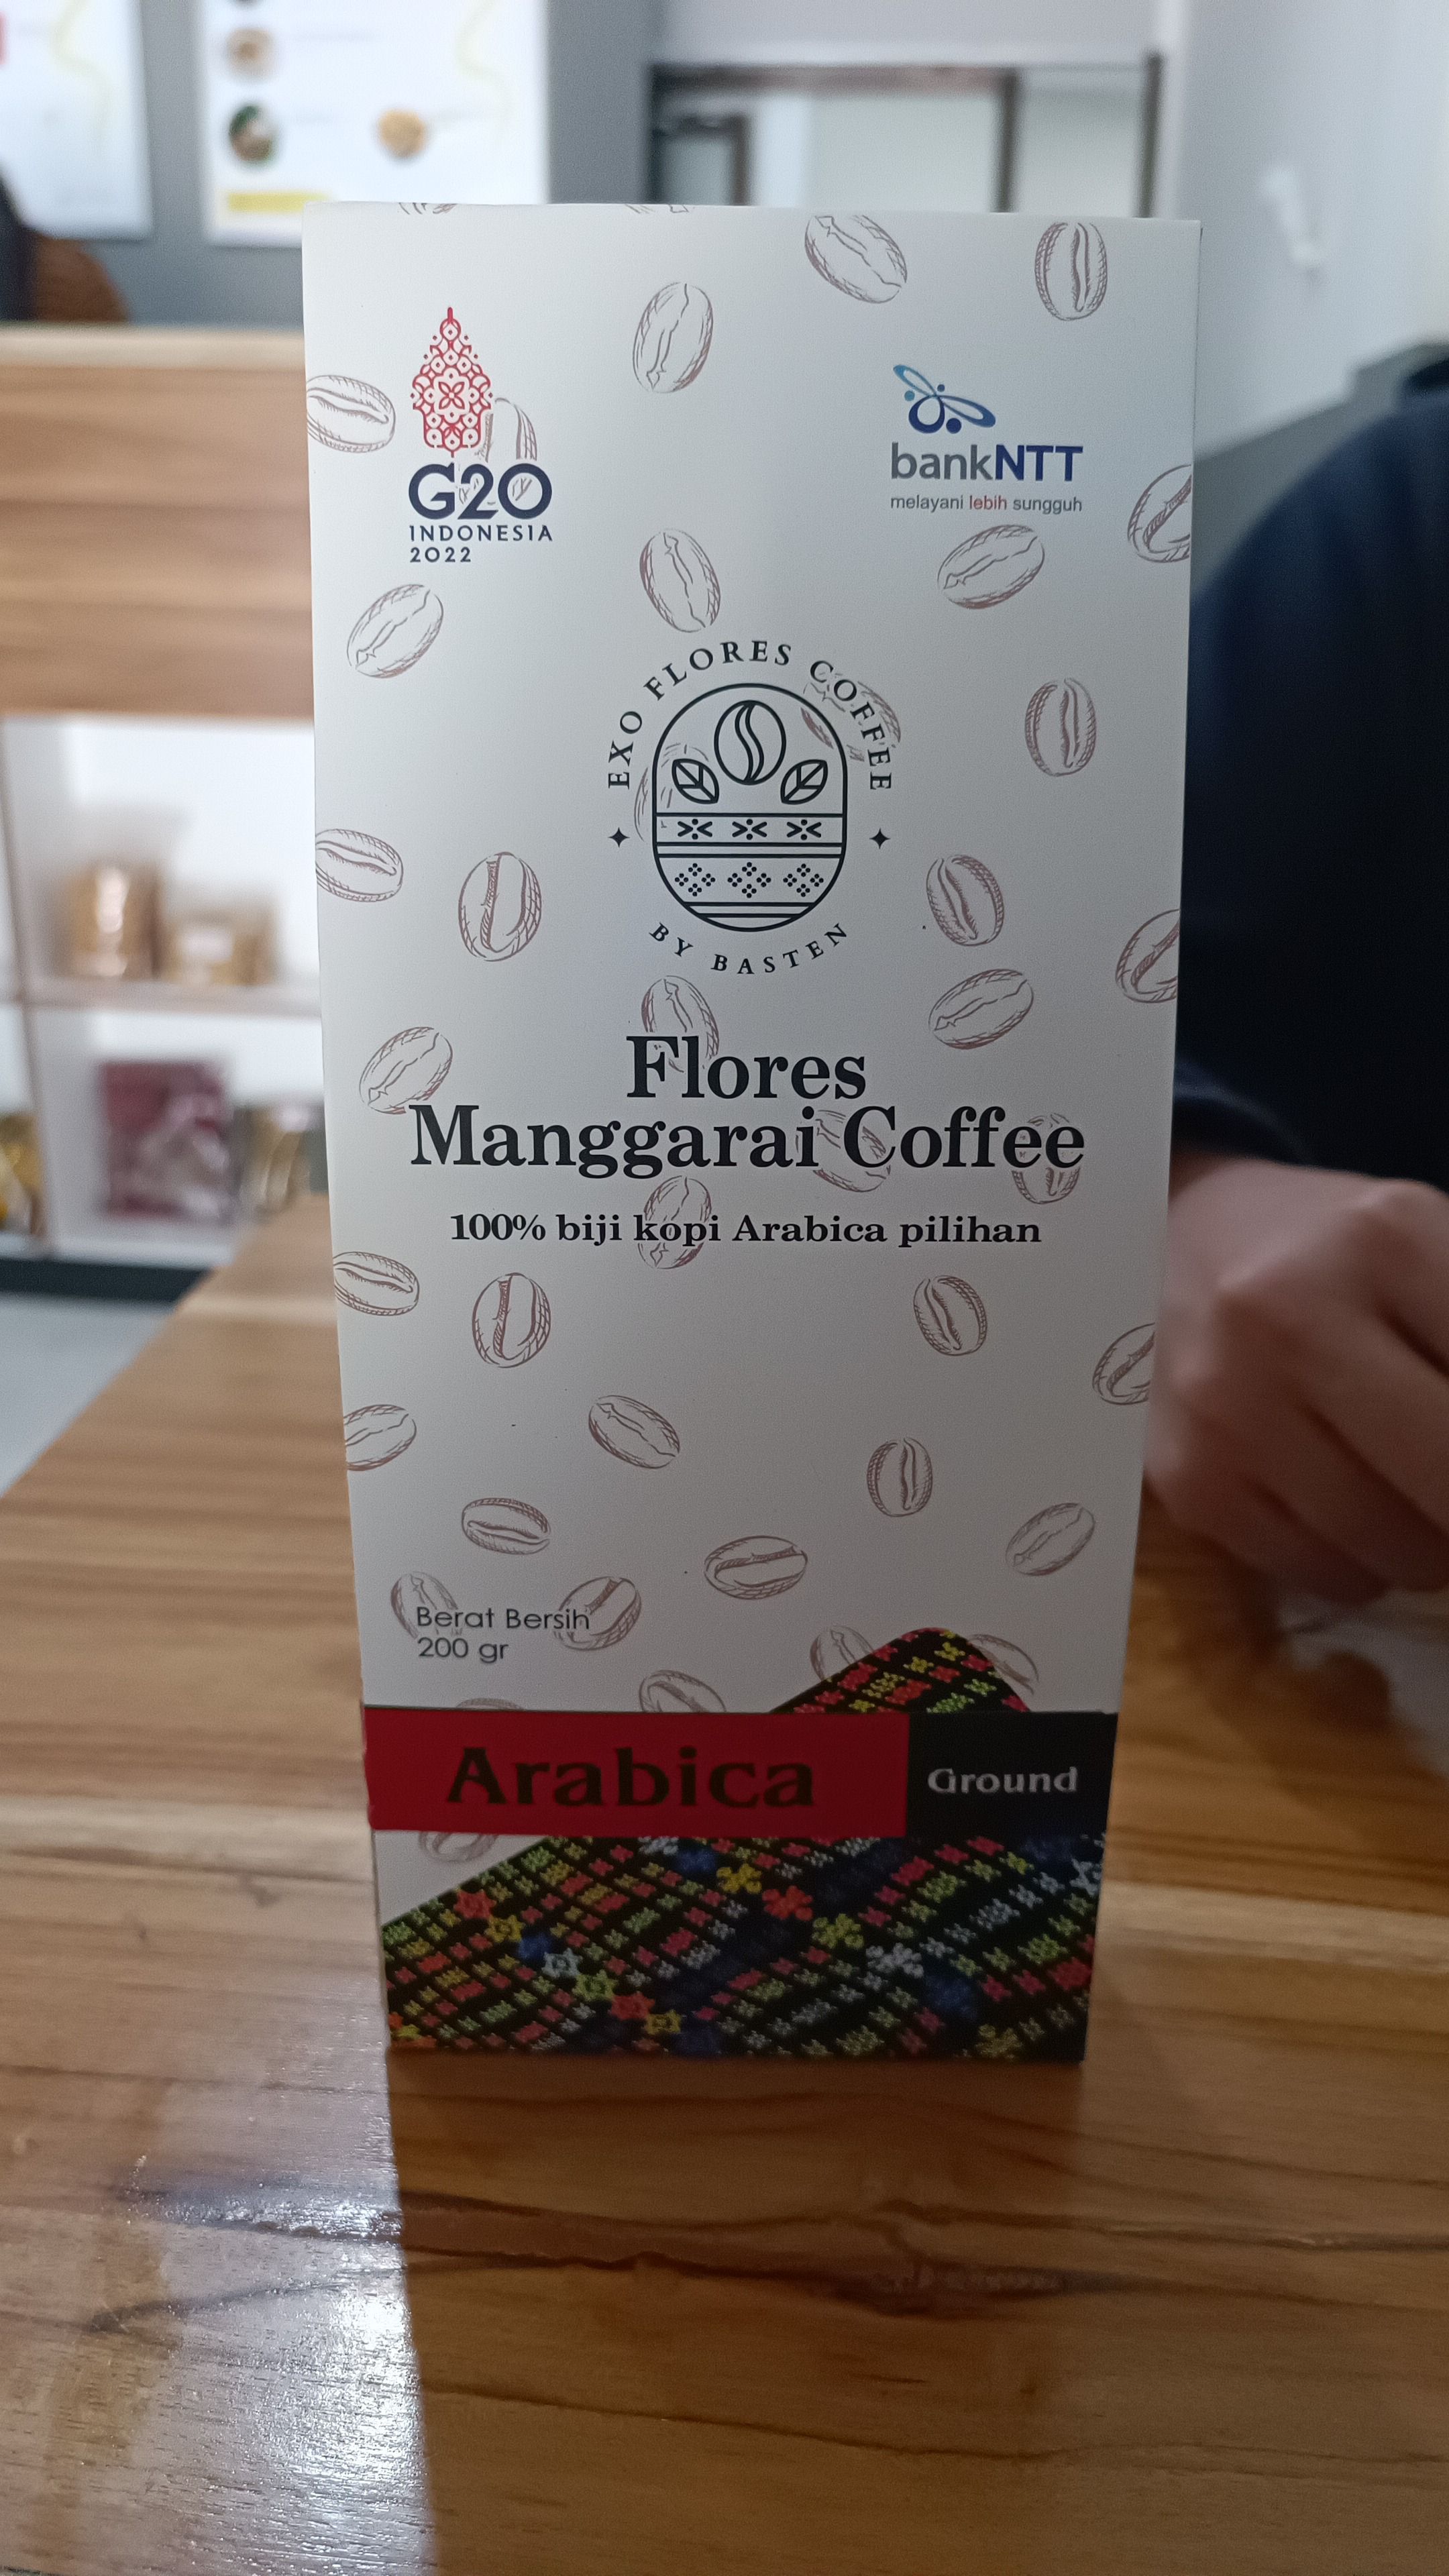 G20
INDONESIA
2022
bankNTT
melayani lebih sungguh
EXO FLORES COFFEE
BY BASTEN
Flores
Manggarai Coffee
100% biji kopi Arabica pilihan
Berat Bersih
200 gr
Arabica
Ground